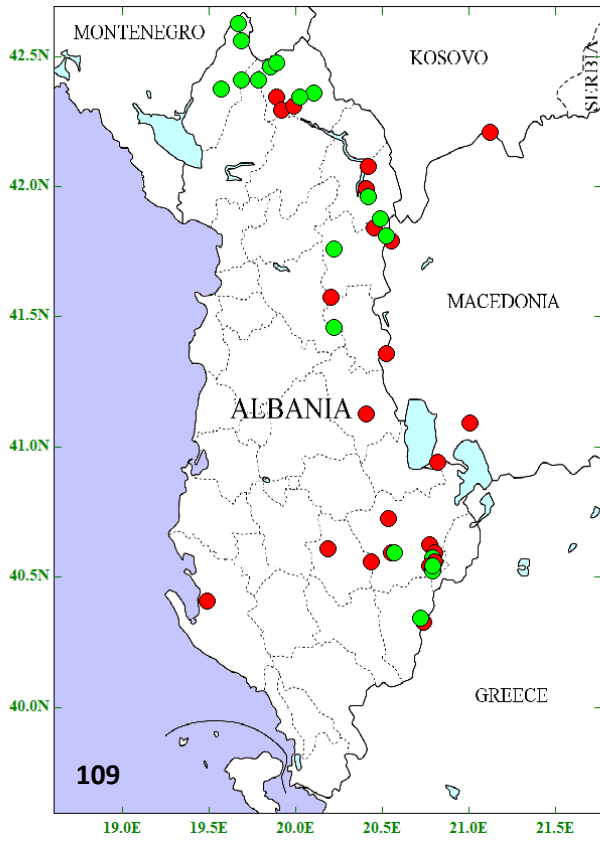 MONTENEGRO
KOSOVO
SERBIA
42.5N
42.0N
41.5N
MACEDONIA
ALBANIA
41.0N
40.5N
40.0N
GREECE
109
19.0E 19.5E 20.0E 20.5E 21.0E 21.5E